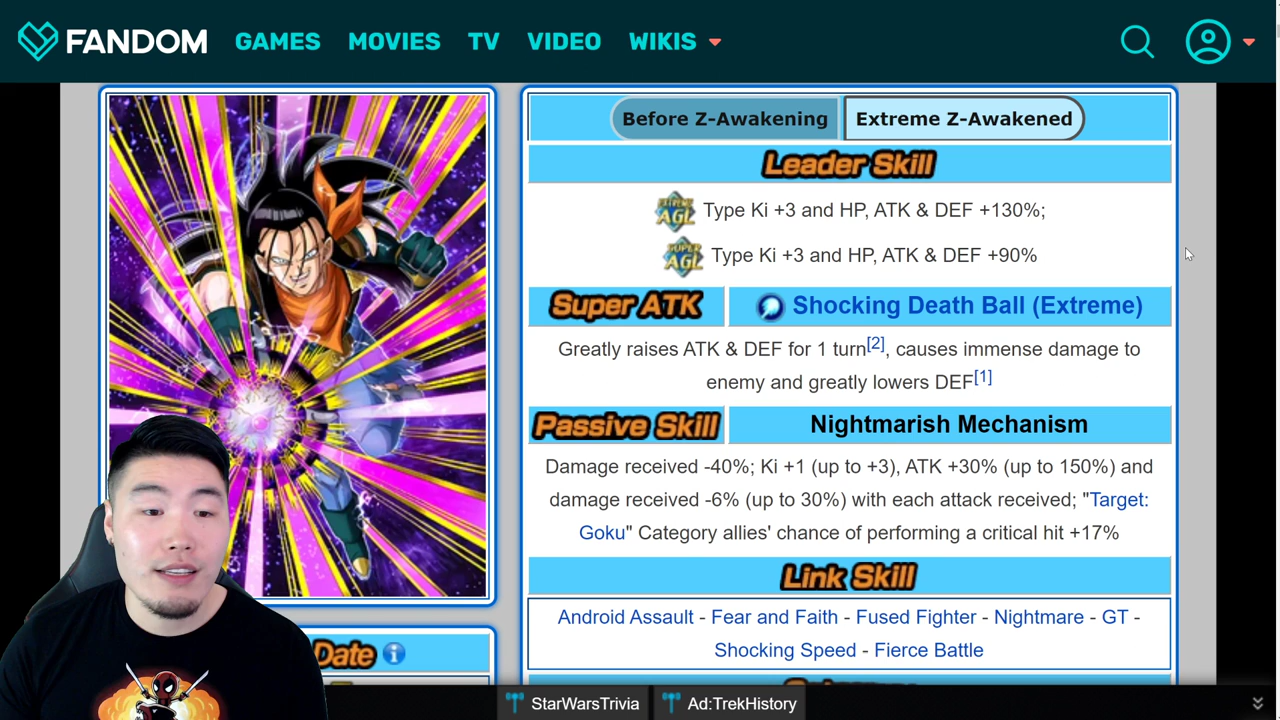 FANDOM GAMES MOVIES TV VIDEO WIKIS
Before Z-Awakening Extreme Z-Awakened
Leader Skill
EXTREME AGL Type Ki +3 and HP, ATK & DEF +130%;
SUPER AGL Type Ki +3 and HP, ATK & DEF +90%
Super ATK Shocking Death Ball (Extreme)
Greatly raises ATK & DEF for 1 turn[2], causes immense damage to
enemy and greatly lowers DEF[1]
Passive Skill Nightmarish Mechanism
Damage received -40%; Ki +1 (up to +3), ATK +30% (up to 150%) and
damage received -6% (up to 30%) with each attack received; "Target:
Goku" Category allies' chance of performing a critical hit +17%
Link Skill
Android Assault - Fear and Faith - Fused Fighter - Nightmare - GT -
Shocking Speed - Fierce Battle
Date
StarWarsTrivia Ad:TrekHistory